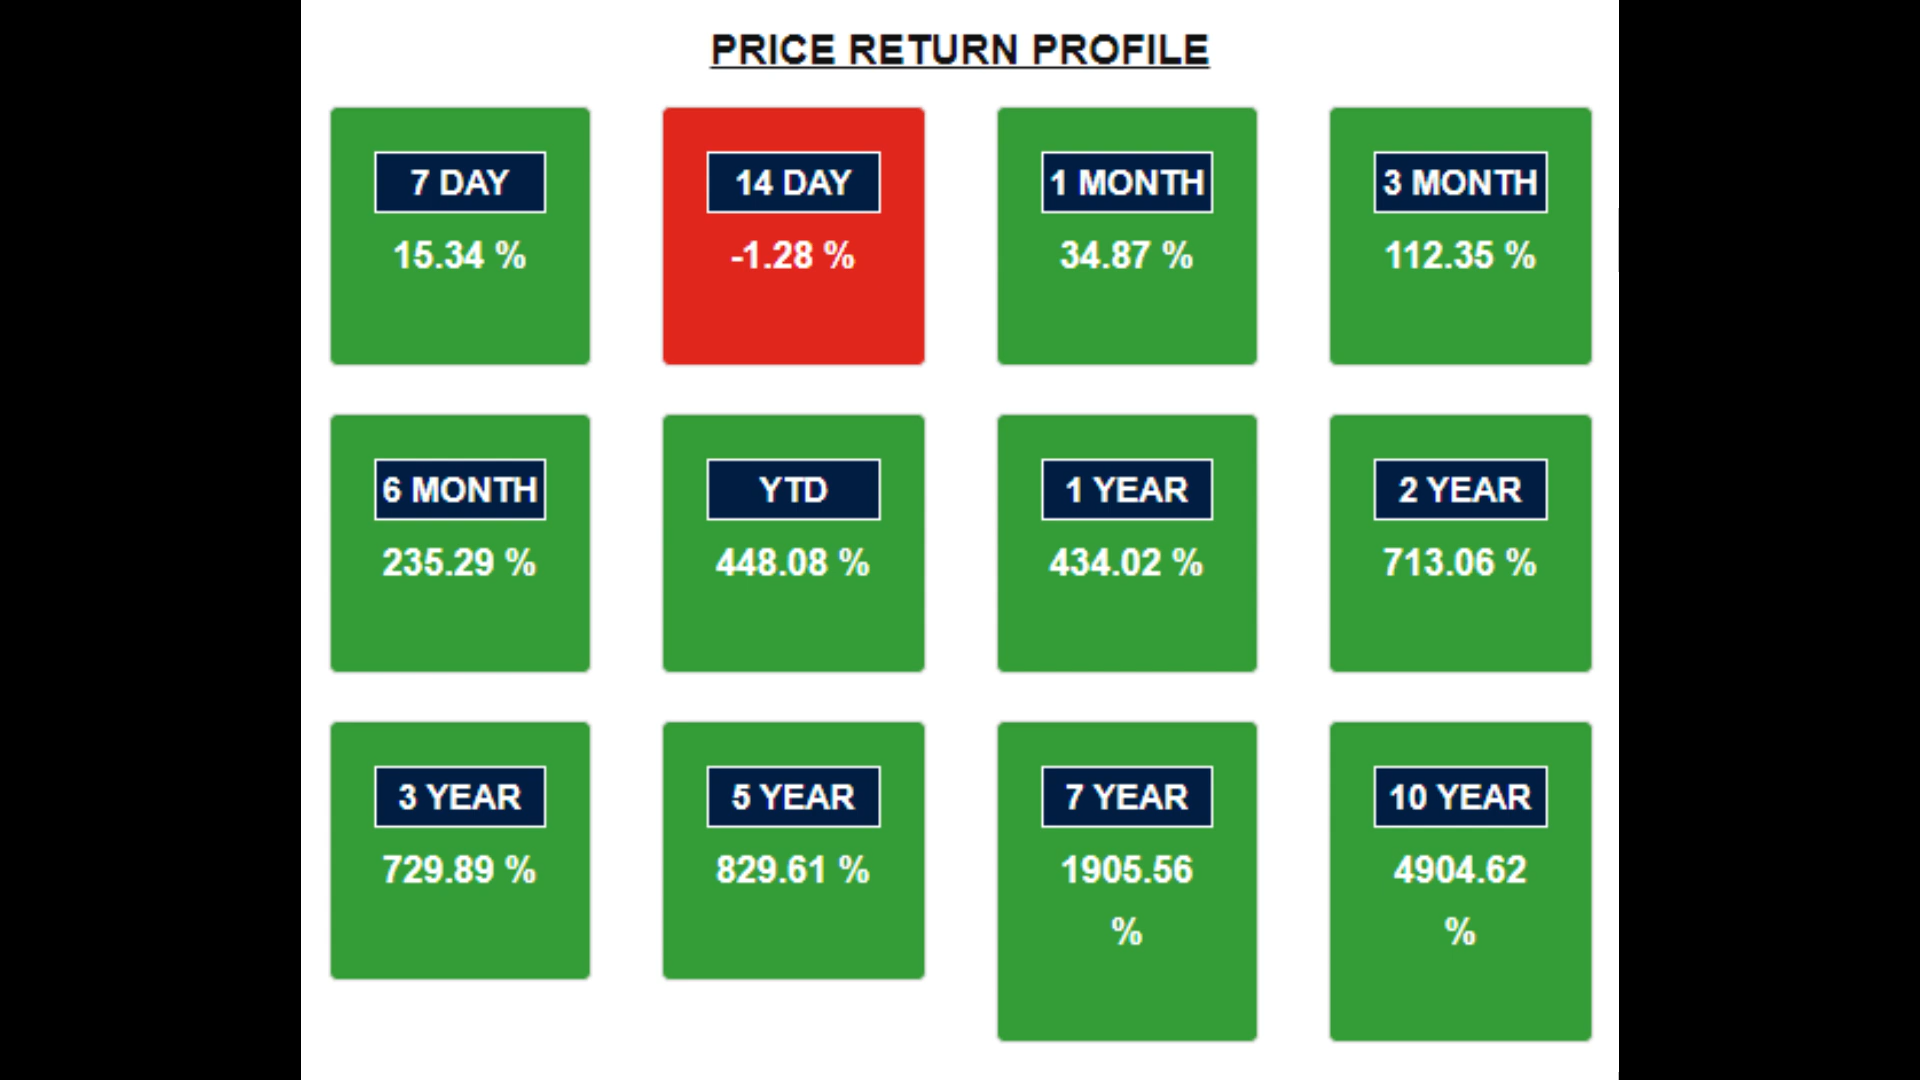 PRICE RETURN PROFILE
7 DAY
15.34 %
14 DAY
-1.28 %
1 MONTH
34.87 %
3 MONTH
112.35 %
6 MONTH
235.29 %
YTD
448.08 %
1 YEAR
434.02 %
2 YEAR
713.06 %
3 YEAR
729.89 %
5 YEAR
829.61 %
7 YEAR
1905.56
%
10 YEAR
4904.62
%